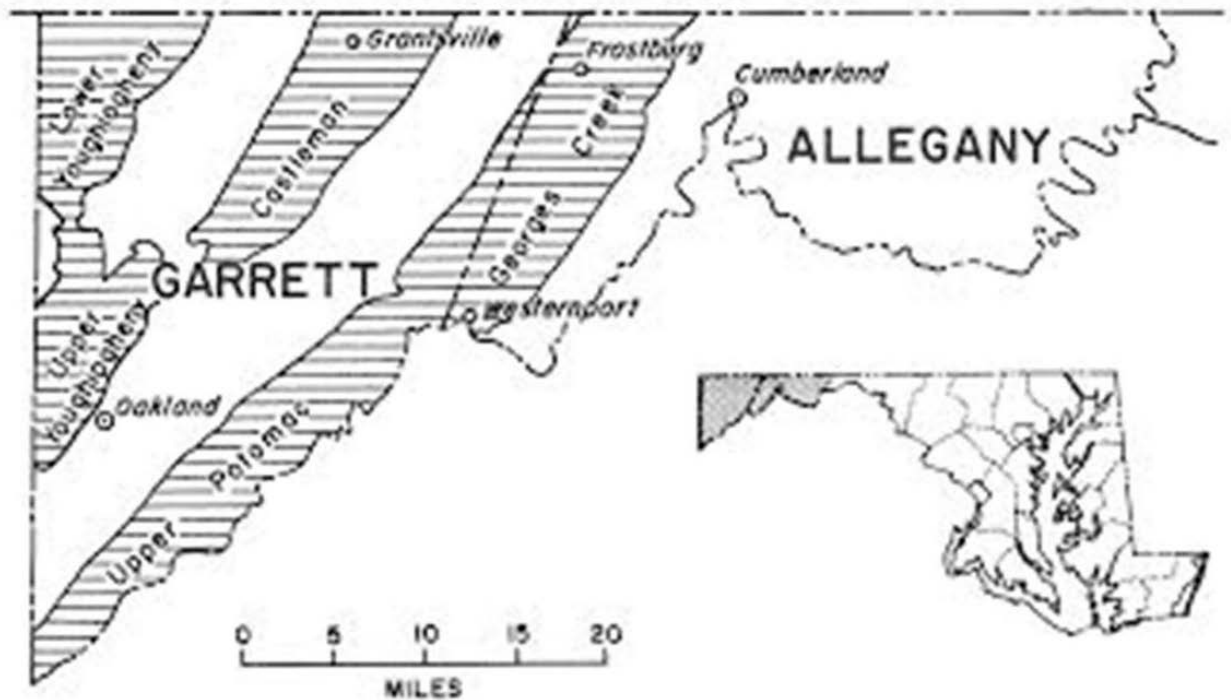 Grantsville
Frostburg
Cumberland
Lower
Youghiogheny
Castleman
Georges
Creek
ALLEGANY
GARRETT
Westernport
Upper
Youghiogheny
Oakland
Upper
Potomac
0 5 10 15 20
MILES